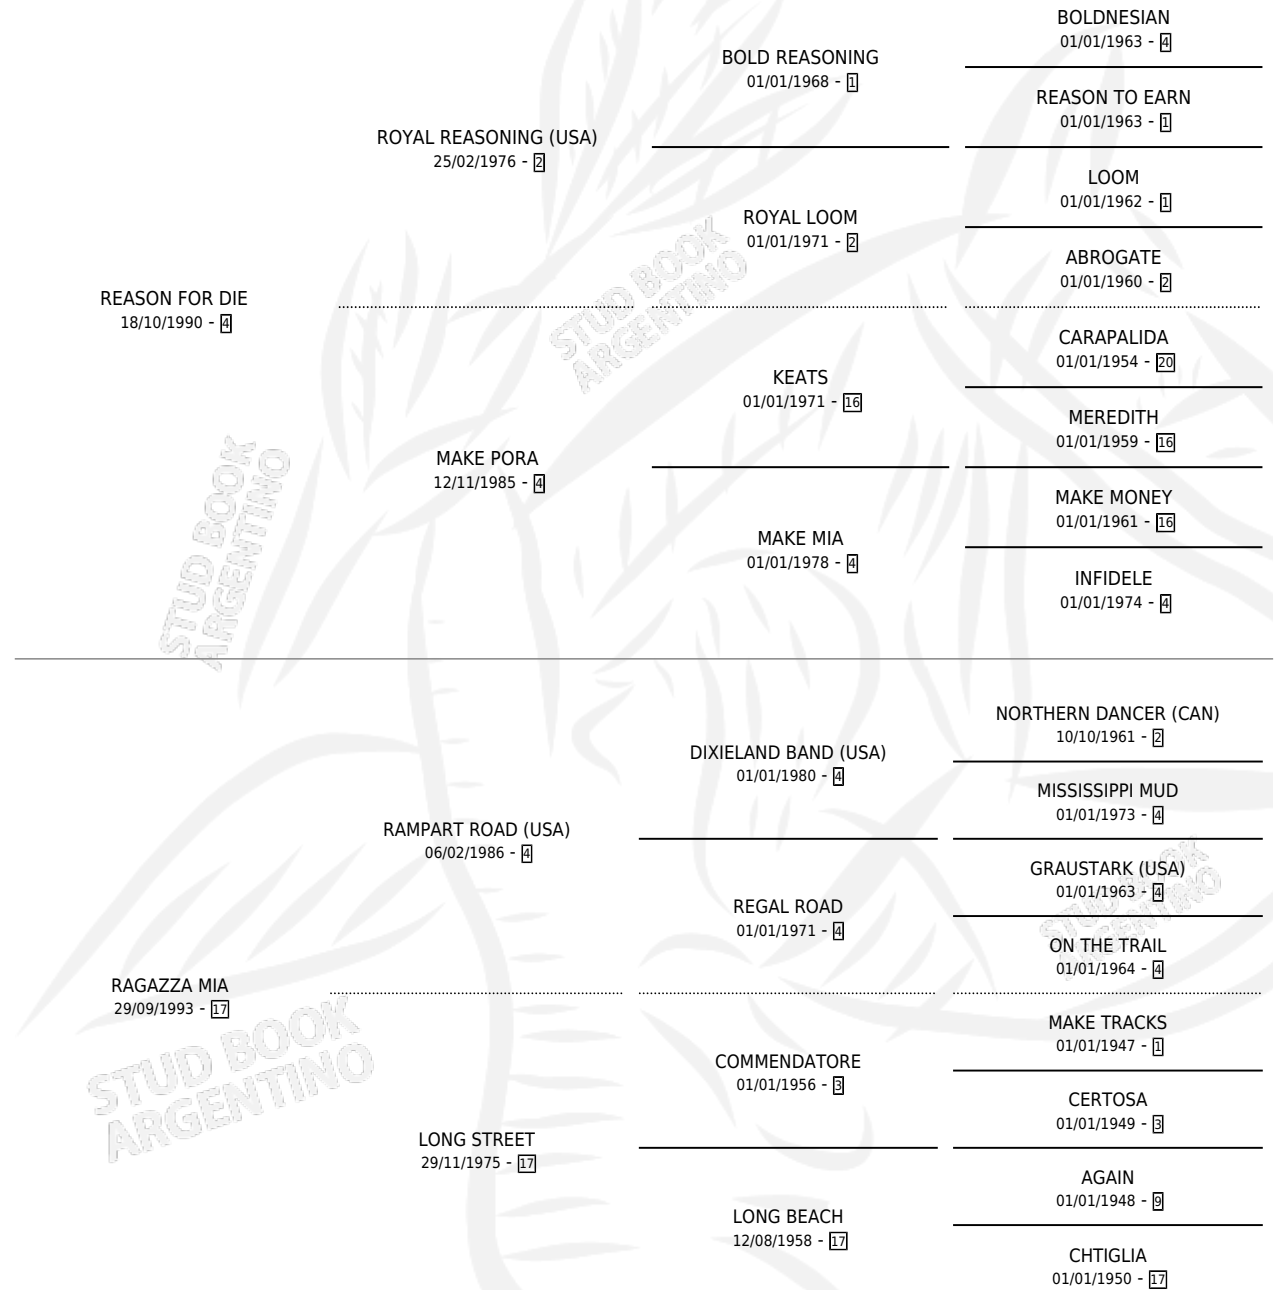 BOLDNESIAN
01/01/1963 - 4
BOLD REASONING
01/01/1968 - 1
REASON TO EARN
01/01/1963 - 1
ROYAL REASONING (USA)
25/02/1976 - 2
LOOM
01/01/1962 - 1
ROYAL LOOM
01/01/1971 - 2
ABROGATE
01/01/1960 - 2
REASON FOR DIE
18/10/1990 - 4
CARAPALIDA
01/01/1954 - 20
KEATS
01/01/1971 - 16
MEREDITH
01/01/1959 - 16
MAKE PORA
12/11/1985 - 4
MAKE MONEY
01/01/1961 - 16
MAKE MIA
01/01/1978 - 4
INFIDELE
01/01/1974 - 4
NORTHERN DANCER (CAN)
10/10/1961 - 2
DIXIELAND BAND (USA)
01/01/1980 - 4
MISSISSIPPI MUD
01/01/1973 - 4
RAMPART ROAD (USA)
06/02/1986 - 4
GRAUSTARK (USA)
01/01/1963 - 4
REGAL ROAD
01/01/1971 - 4
ON THE TRAIL
01/01/1964 - 4
RAGAZZA MIA
29/09/1993 - 17
MAKE TRACKS
01/01/1947 - 1
COMMENDATORE
01/01/1956 - 3
CERTOSA
01/01/1949 - 3
LONG STREET
29/11/1975 - 17
AGAIN
01/01/1948 - 9
LONG BEACH
12/08/1958 - 17
CHTIGLIA
01/01/1950 - 17
STUD BOOK
ARGENTINO
STUD BOOK
ARGENTINO
STUD BOOK
ARGENTINO
STUD BOOK
ARGENTINO